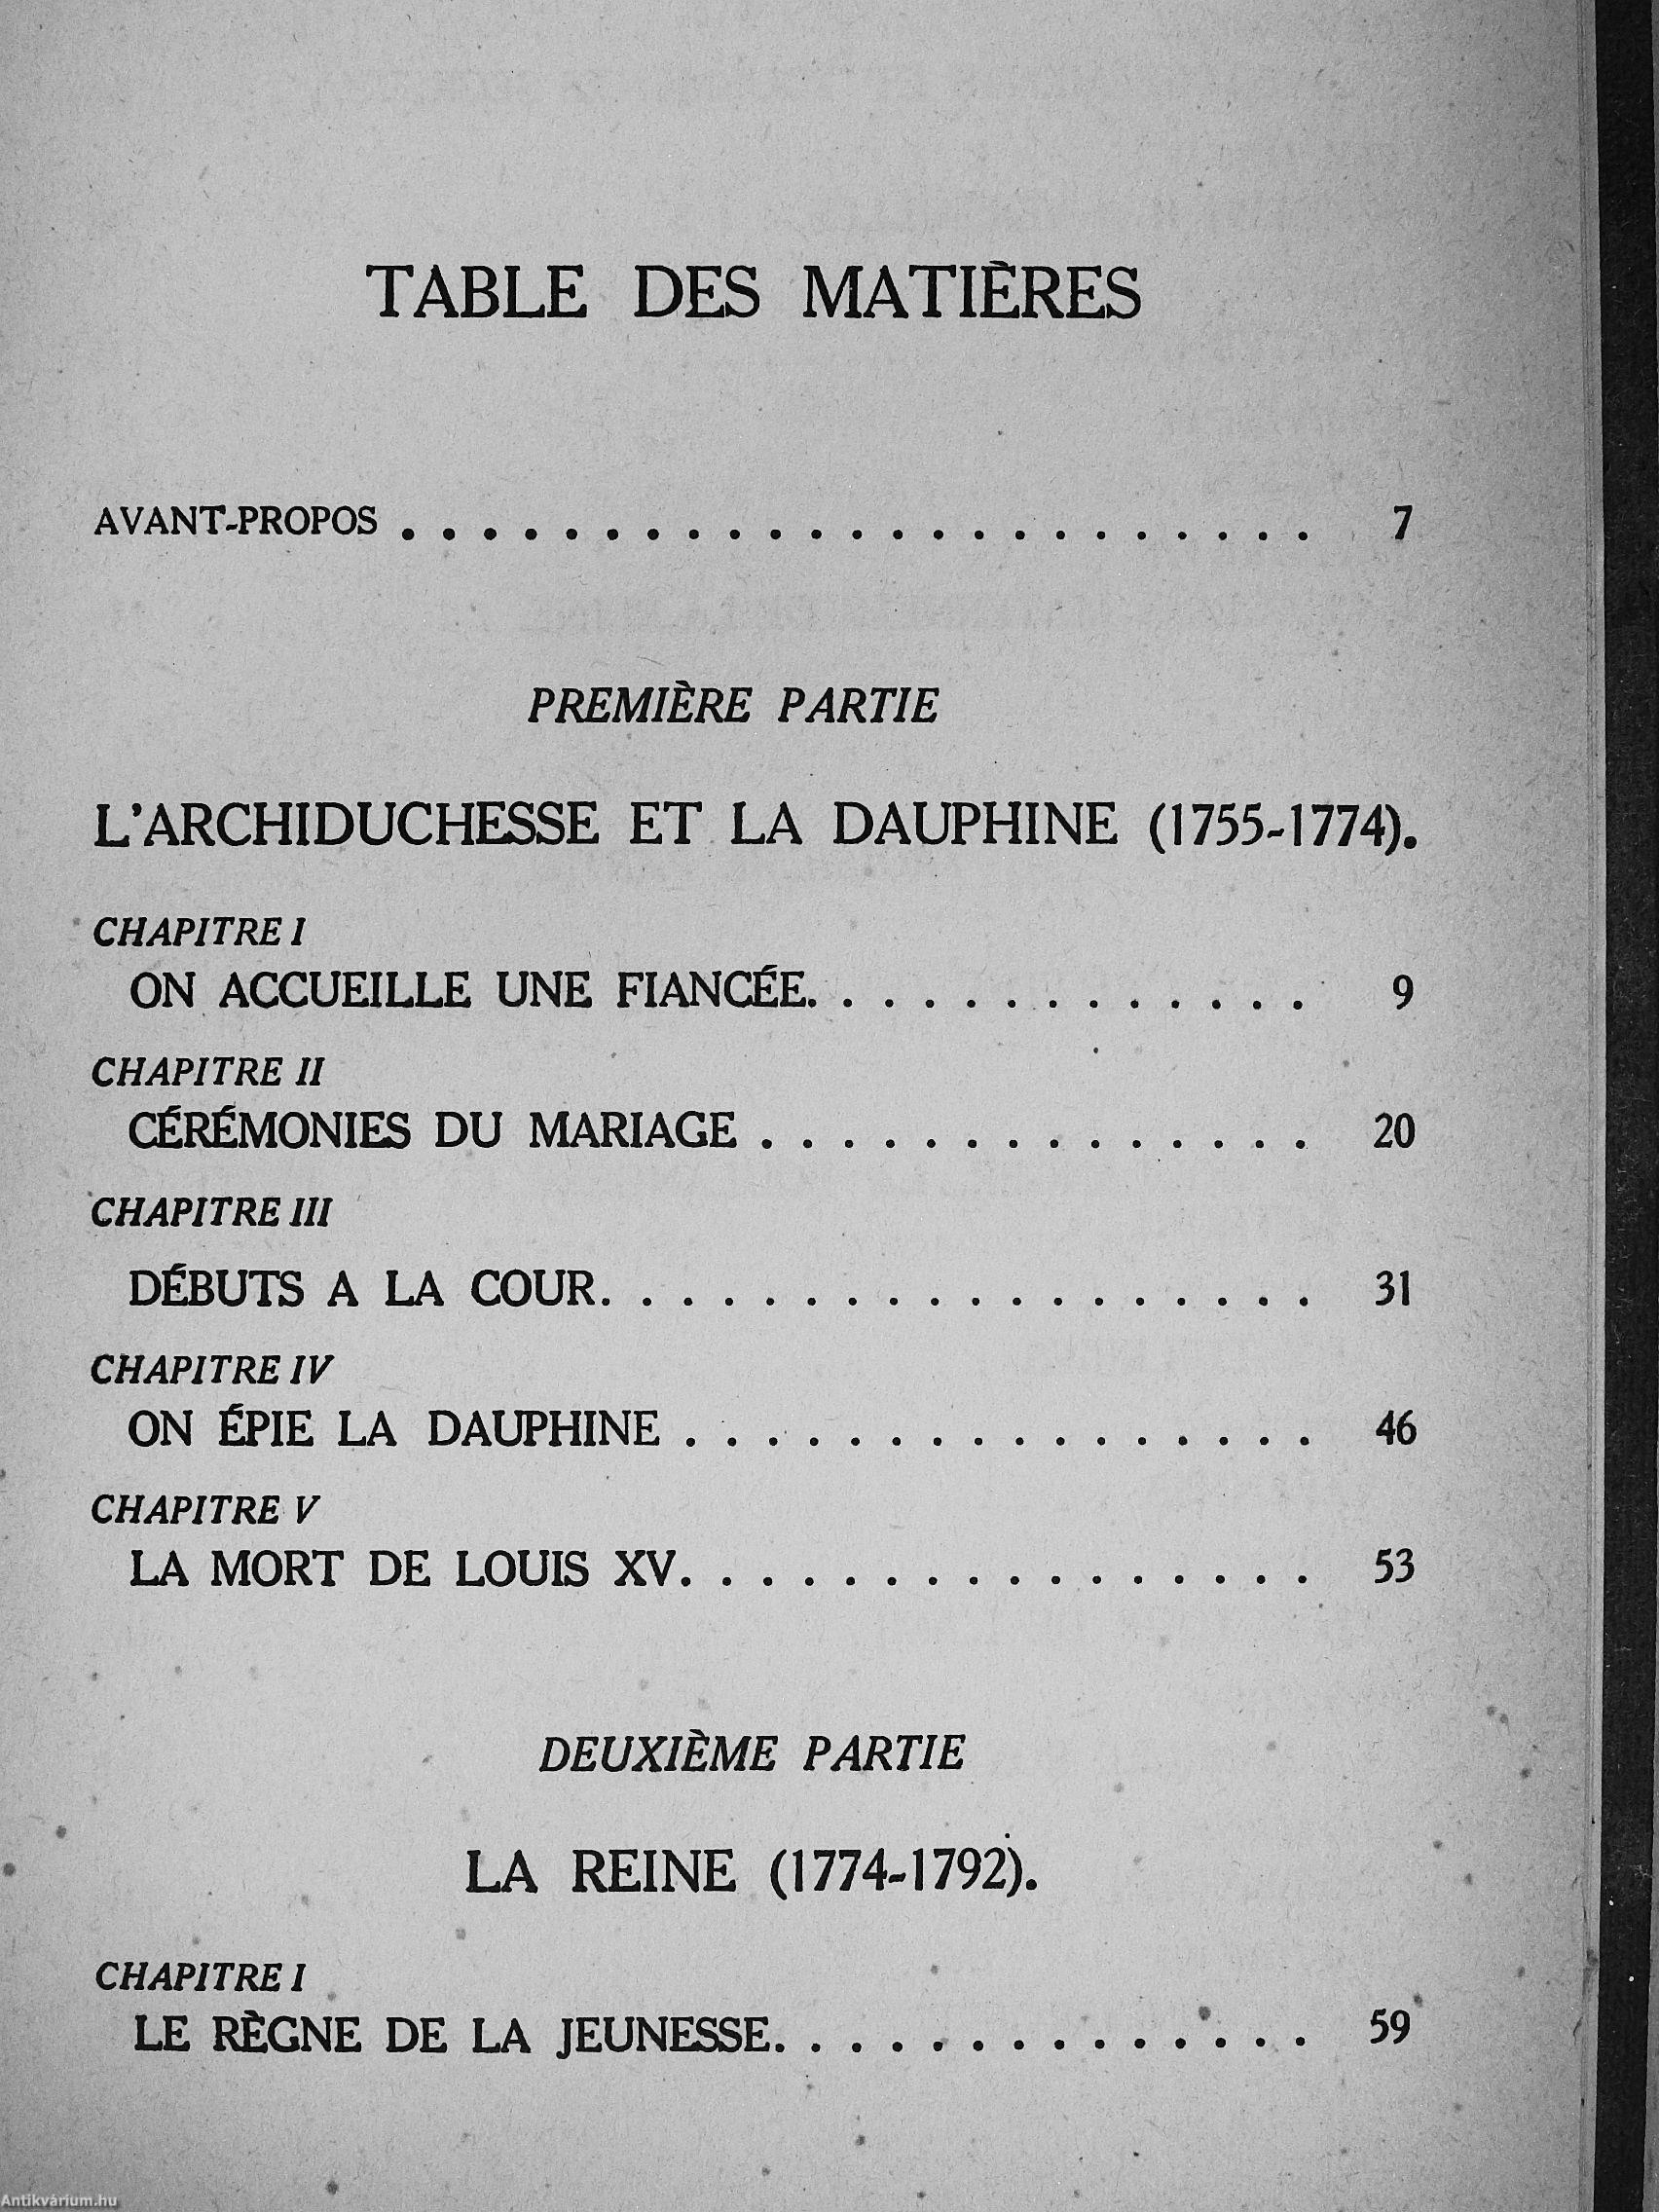 TABLE DES MATIÈRES
AVANT-PROPOS . . . . . . . . . . . . . . . . . . . . . . . 7
PREMIÈRE PARTIE
L'ARCHIDUCHESSE ET LA DAUPHINE (1755-1774).
CHAPITRE I
ON ACCUEILLE UNE FIANCÉE. . . . . . . . . . . . . 9
CHAPITRE II
CÉRÉMONIES DU MARIAGE . . . . . . . . . . . . . . 20
CHAPITRE III
DÉBUTS A LA COUR. . . . . . . . . . . . . . . . . . 31
CHAPITRE IV
ON ÉPIE LA DAUPHINE . . . . . . . . . . . . . . . . 46
CHAPITRE V
LA MORT DE LOUIS XV. . . . . . . . . . . . . . . . 53
DEUXIÈME PARTIE
LA REINE (1774-1792).
CHAPITRE I
LE RÈGNE DE LA JEUNESSE. . . . . . . . . . . . . . 59
Antikvárium.hu